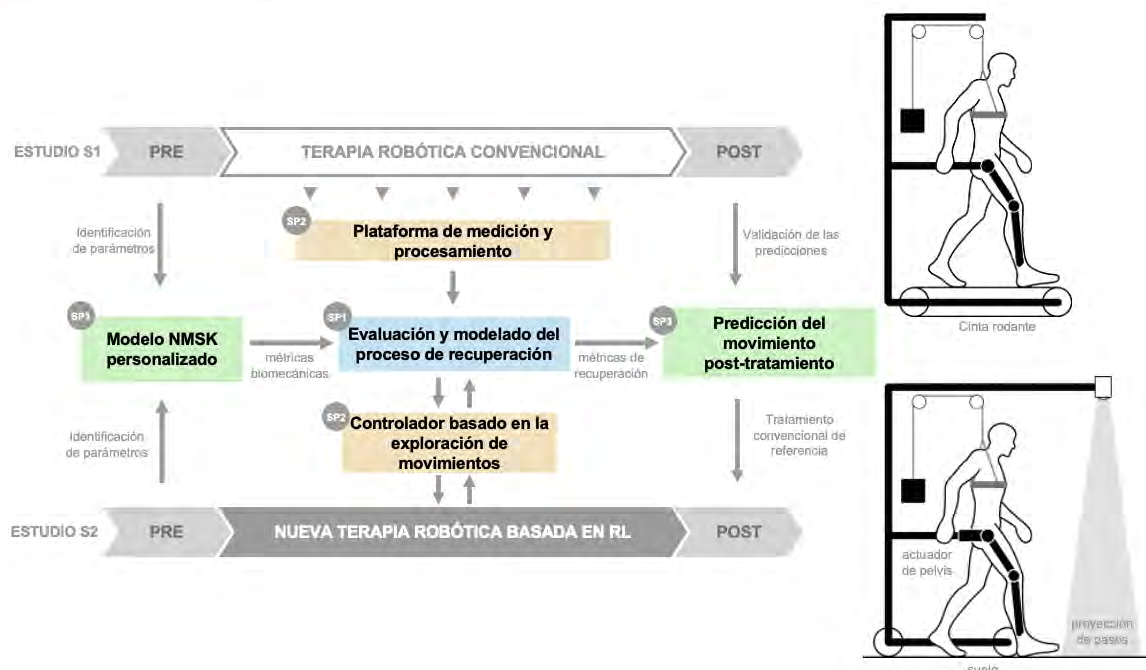 ESTUDIO S1
PRE
TERAPIA ROBÓTICA CONVENCIONAL
POST
Identificación
de parámetros
SP2
Plataforma de medición y
procesamiento
Validación de las
predicciones
SP3
Modelo NMSK
personalizado
métricas
biomecánicas
SP1
Evaluación y modelado del
proceso de recuperación
métricas de
recuperación
SP3
Predicción del
movimiento
post-tratamiento
Identificación
de parámetros
SP2
Controlador basado en la
exploración de
movimientos
Tratamiento
convencional de
referencia
ESTUDIO S2
PRE
NUEVA TERAPIA ROBÓTICA BASADA EN RL
POST
Cinta rodante
actuador
de pelvis
proyección
de pasos
suelo